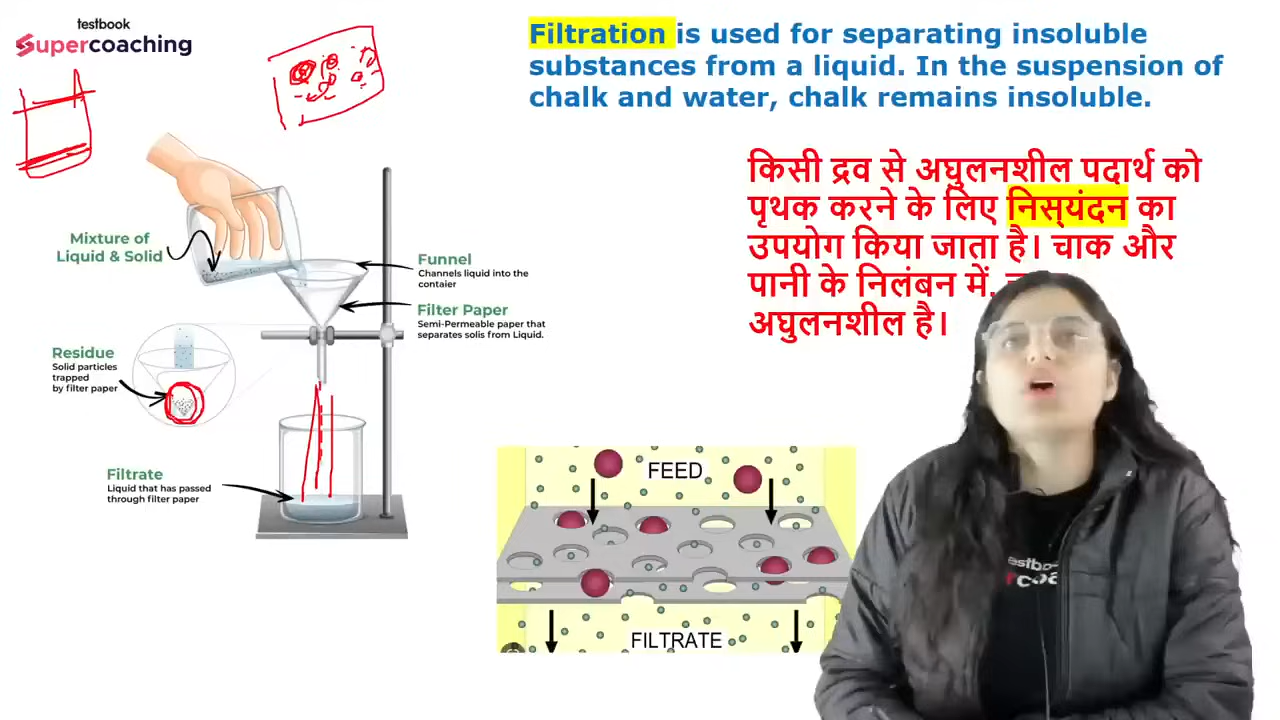 testbook
Supercoaching
Filtration is used for separating insoluble
substances from a liquid. In the suspension of
chalk and water, chalk remains insoluble.
किसी द्रव से अघुलनशील पदार्थ को
पृथक करने के लिए निस्यंदन का
उपयोग किया जाता है। चाक और
पानी के निलंबन में,
अघुलनशील है।
Mixture of
Liquid & Solid
Funnel
Channels liquid into the
contaier
Filter Paper
Semi-Permeable paper that
separates solis from Liquid.
Residue
Solid particles
trapped
by filter paper
Filtrate
Liquid that has passed
through filter paper
FEED
FILTRATE